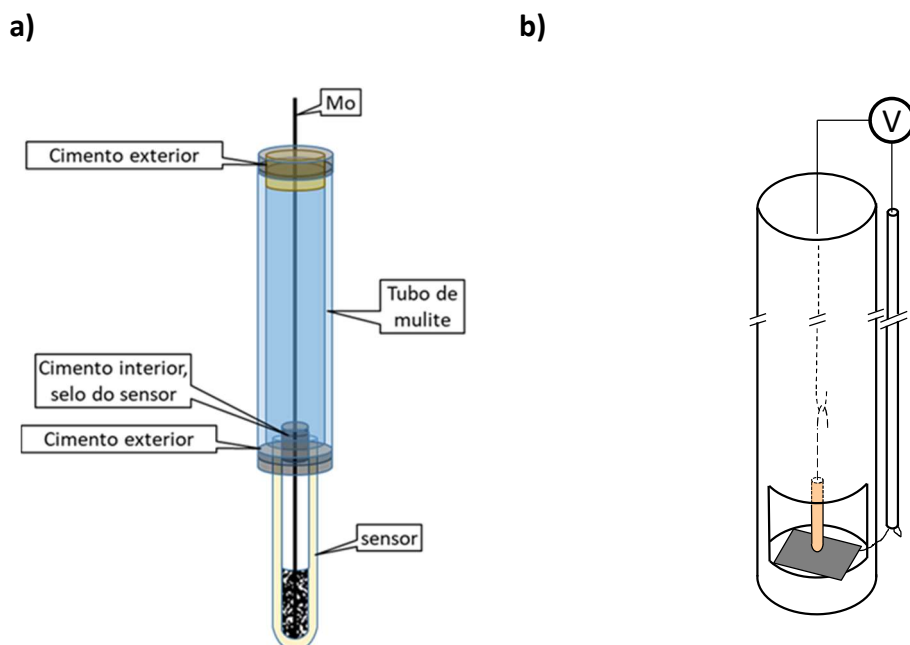 a)
b)
Mo
Cimento exterior
Tubo de
mulite
Cimento interior,
selo do sensor
Cimento exterior
sensor
V